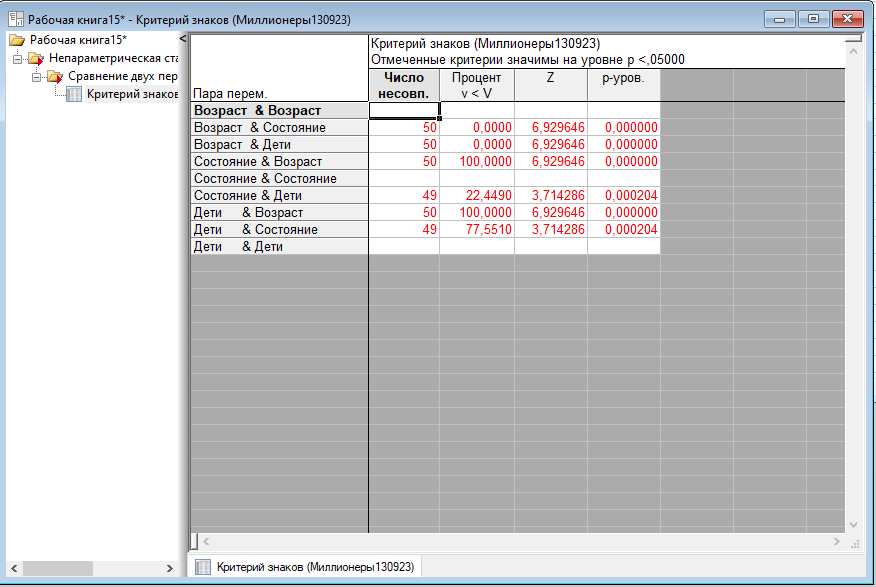 Рабочая книга15* - Критерий знаков (Миллионеры130923)
Рабочая книга15*
Непараметрическая ста
Сравнение двух пер
Критерий знаков
Критерий знаков (Миллионеры130923)
Отмеченные критерии значимы на уровне p <,05000
Пара перем. Число несовп. Процент v < V Z p-уров.
Возраст & Возраст
Возраст & Состояние 50 0,0000 6,929646 0,000000
Возраст & Дети 50 0,0000 6,929646 0,000000
Состояние & Возраст 50 100,0000 6,929646 0,000000
Состояние & Состояние
Состояние & Дети 49 22,4490 3,714286 0,000204
Дети & Возраст 50 100,0000 6,929646 0,000000
Дети & Состояние 49 77,5510 3,714286 0,000204
Дети & Дети
Критерий знаков (Миллионеры130923)